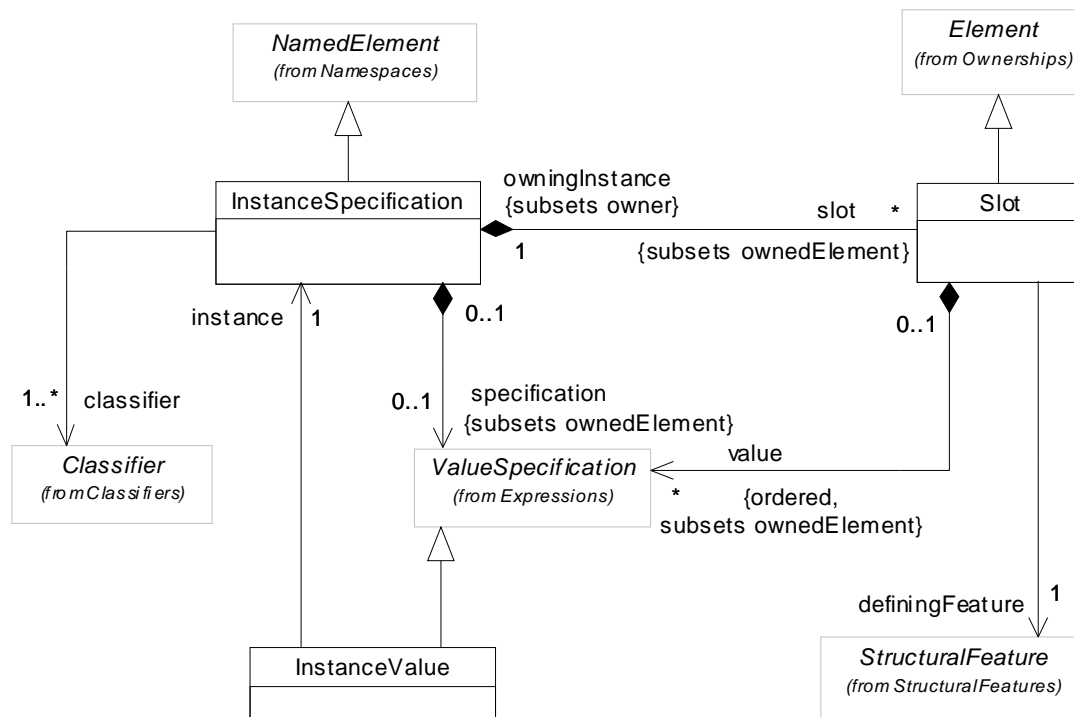 NamedElement
(from Namespaces)
Element
(from Ownerships)
InstanceSpecification
owningInstance
{subsets owner}
1
slot *
{subsets ownedElement}
Slot
instance
1
0..1
0..1
1..*
classifier
0..1
specification
{subsets ownedElement}
Classifier
(from Classifiers)
ValueSpecification
(from Expressions)
value
*
{ordered,
subsets ownedElement}
definingFeature
1
InstanceValue
StructuralFeature
(from StructuralFeatures)